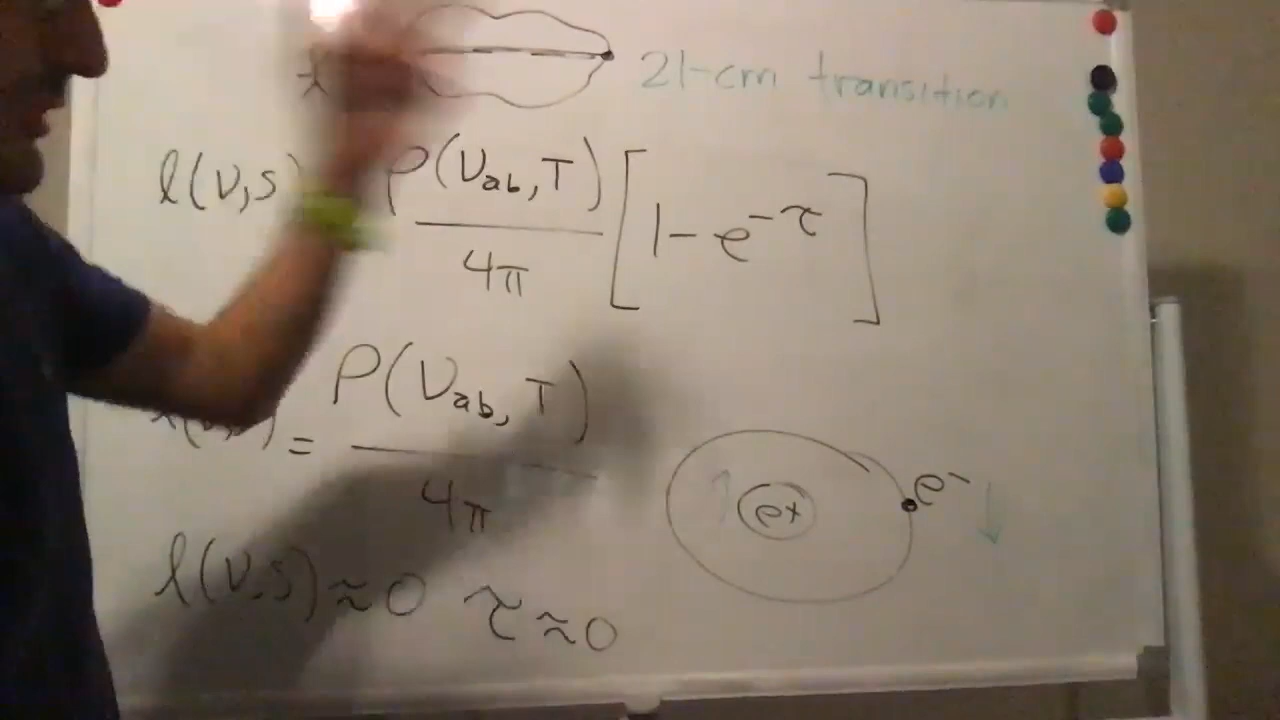 21-cm transition
l(ν,s) ρ(ν_ab,T)/4π [1-e^-τ]
= ρ(ν_ab,T)/4π
e+ e-
l(ν,s)≈0 τ≈0